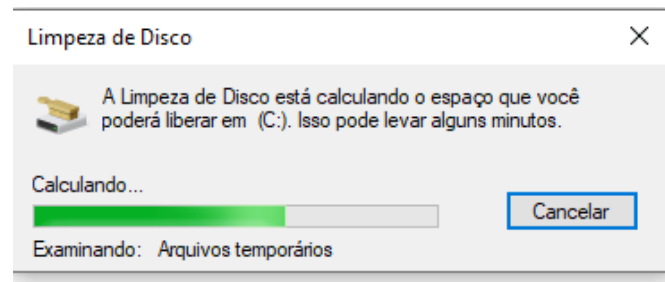 Limpeza de Disco
A Limpeza de Disco está calculando o espaço que você
poderá liberar em  (C:). Isso pode levar alguns minutos.
Calculando...
Cancelar
Examinando:   Arquivos temporários